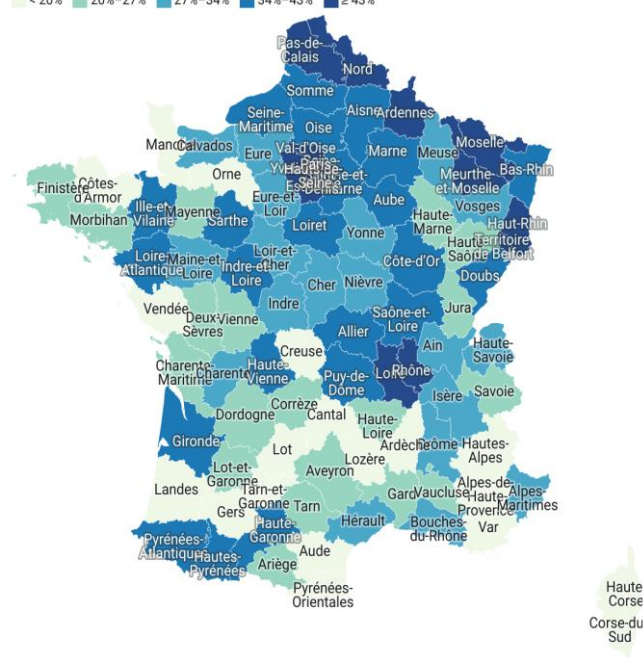 < 20% 20%–27% 27%–34% 34%–43% ≥ 43%
Pas-de-
Calais
Nord
Somme
Seine-
Maritime
Aisne
Ardennes
Oise
Manche
Calvados
Eure
Val-d'Oise
Marne
Meuse
Moselle
Meurthe-
et-Moselle
Bas-Rhin
Orne
Finistère
Côtes-
d'Armor
Morbihan
Ille-et-
Vilaine
Mayenne
Sarthe
Eure-et-
Loir
Loiret
Aube
Haute-
Marne
Vosges
Haut-Rhin
Haute-
Saône
Territoire
de Belfort
Loire-
Atlantique
Maine-et-
Loire
Indre-et-
Loire
Loir-et-
Cher
Yonne
Côte-d'Or
Doubs
Vendée
Deux-
Sèvres
Vienne
Indre
Cher
Nièvre
Saône-et-
Loire
Jura
Allier
Creuse
Charente-
Maritime
Charente
Haute-
Vienne
Puy-de-
Dôme
Loire
Rhône
Ain
Haute-
Savoie
Isère
Savoie
Corrèze
Dordogne
Cantal
Haute-
Loire
Ardèche
Drôme
Hautes-
Alpes
Gironde
Lot
Lozère
Aveyron
Lot-et-
Garonne
Landes
Tarn-et-
Garonne
Gers
Tarn
Gard
Vaucluse
Alpes-de-
Haute-
Provence
Alpes-
Maritimes
Var
Hérault
Bouches-
du-Rhône
Haute-
Garonne
Pyrénées-
Atlantiques
Hautes-
Pyrénées
Aude
Ariège
Pyrénées-
Orientales
Haute
Corse
Corse-du
Sud